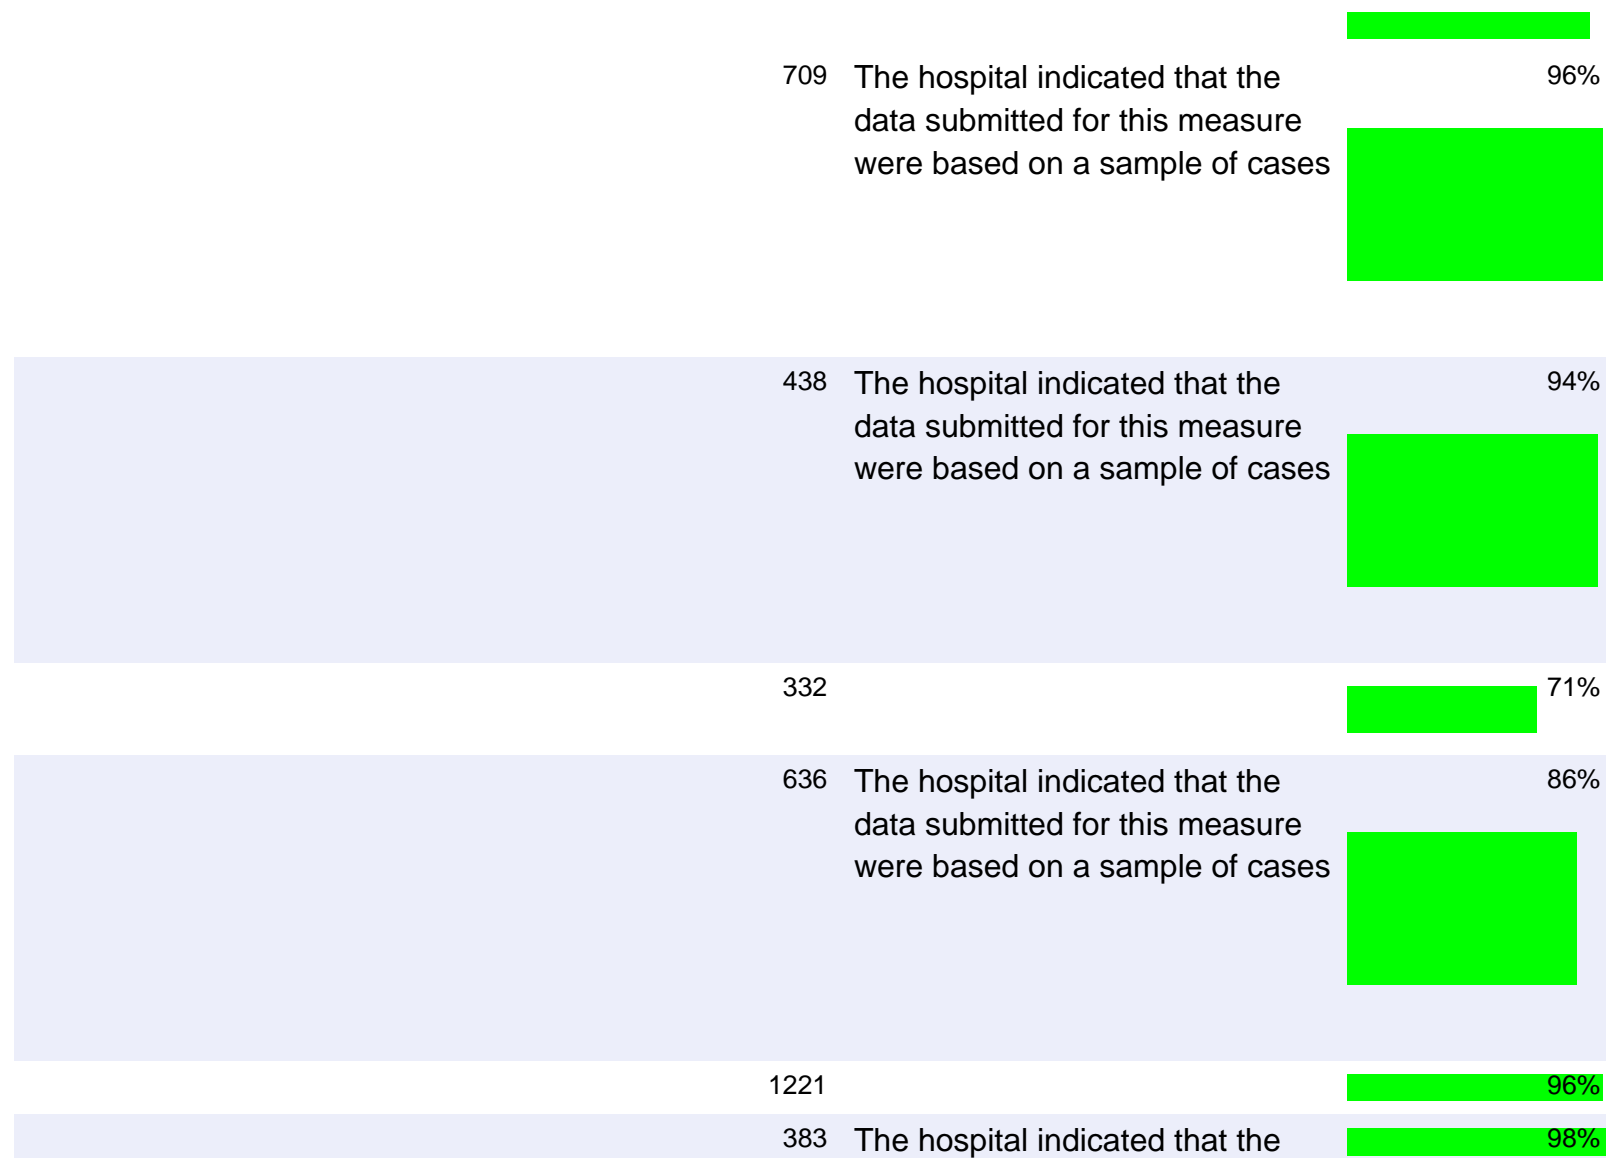 709 The hospital indicated that the 96%
data submitted for this measure
were based on a sample of cases
438 The hospital indicated that the 94%
data submitted for this measure
were based on a sample of cases
332 71%
636 The hospital indicated that the 86%
data submitted for this measure
were based on a sample of cases
1221 96%
383 The hospital indicated that the 98%